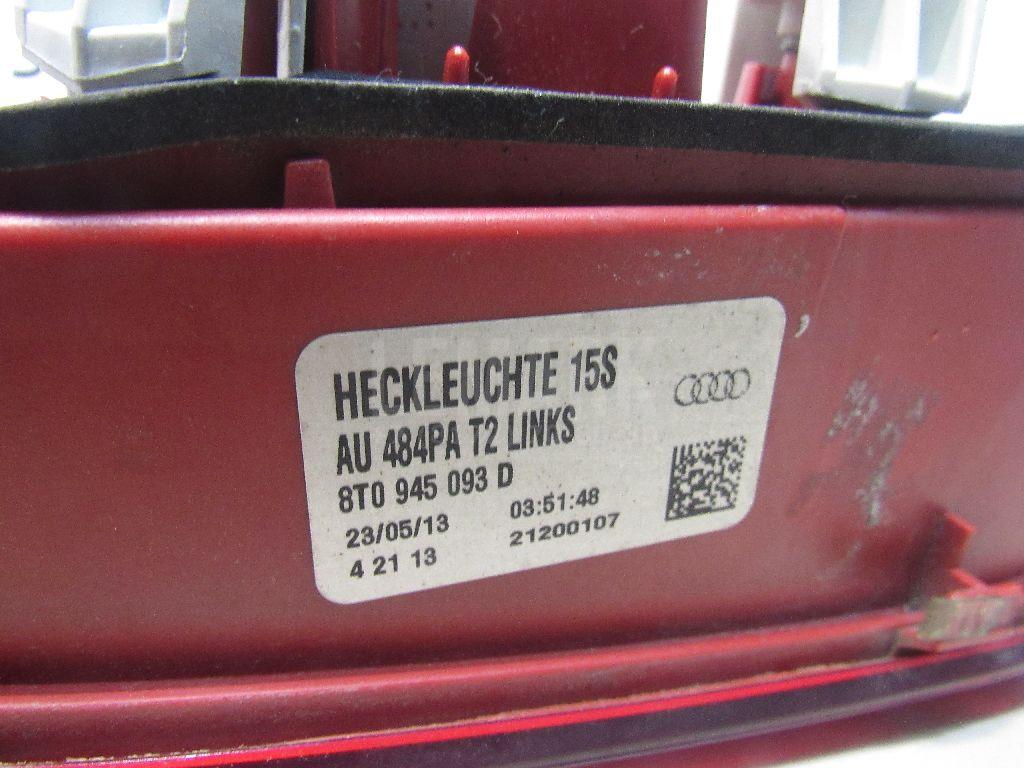 HECKLEUCHTE 15S
AU 484PA T2 LINKS
8T0 945 093 D
23/05/13 03:51:48
4 21 13 21200107